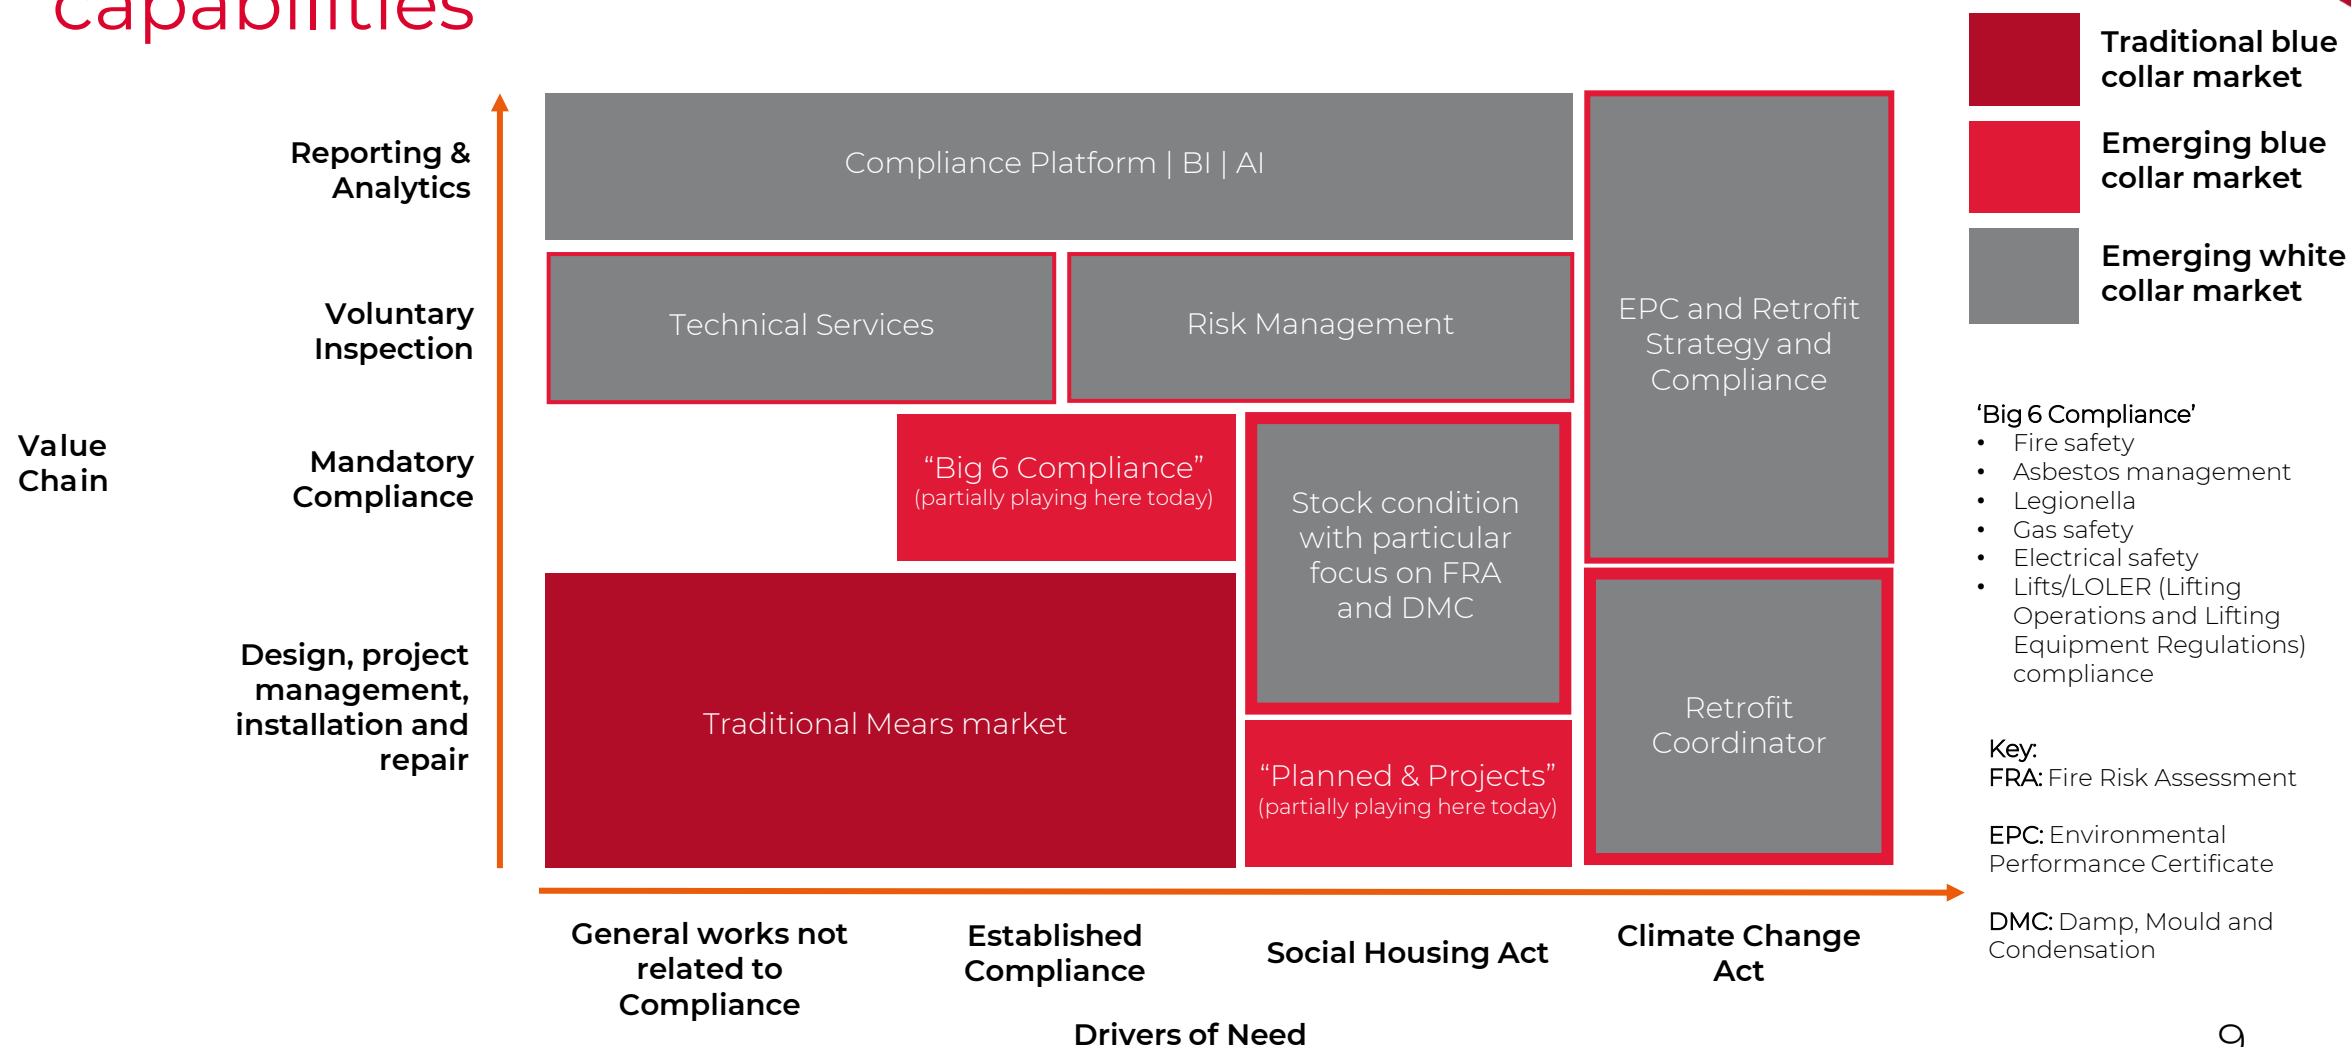 capabilities
Traditional blue
collar market
Emerging blue
collar market
Emerging white
collar market
Value
Chain
Reporting &
Analytics
Voluntary
Inspection
Mandatory
Compliance
Design, project
management,
installation and
repair
Compliance Platform | BI | AI
Technical Services
Risk Management
EPC and Retrofit
Strategy and
Compliance
“Big 6 Compliance”
(partially playing here today)
Stock condition
with particular
focus on FRA
and DMC
Traditional Mears market
“Planned & Projects”
(partially playing here today)
Retrofit
Coordinator
General works not
related to
Compliance
Established
Compliance
Social Housing Act
Climate Change
Act
Drivers of Need
‘Big 6 Compliance’
• Fire safety
• Asbestos management
• Legionella
• Gas safety
• Electrical safety
• Lifts/LOLER (Lifting
Operations and Lifting
Equipment Regulations)
compliance
Key:
FRA: Fire Risk Assessment
EPC: Environmental
Performance Certificate
DMC: Damp, Mould and
Condensation
9